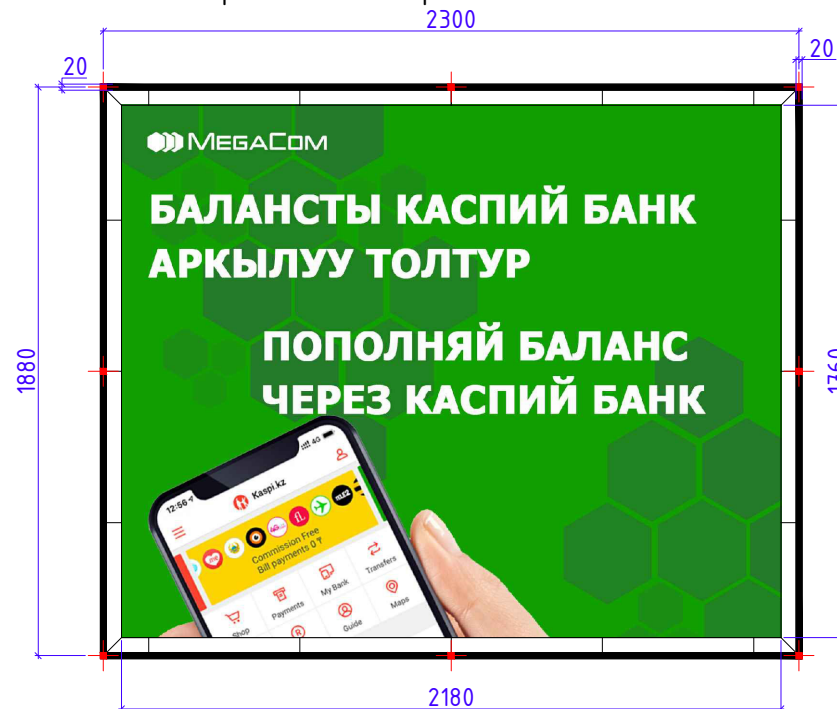 2300
20
20
MEGACOM
БАЛАНСТЫ КАСПИЙ БАНК
АРКЫЛУУ ТОЛТУР
ПОПОЛНЯЙ БАЛАНС
ЧЕРЕЗ КАСПИЙ БАНК
1880
1760
4G
12:56
Kaspi.kz
Commission Free
Bill payments 0 ₸
Shop
Payments
My Bank
Transfers
Guide
Maps
2180